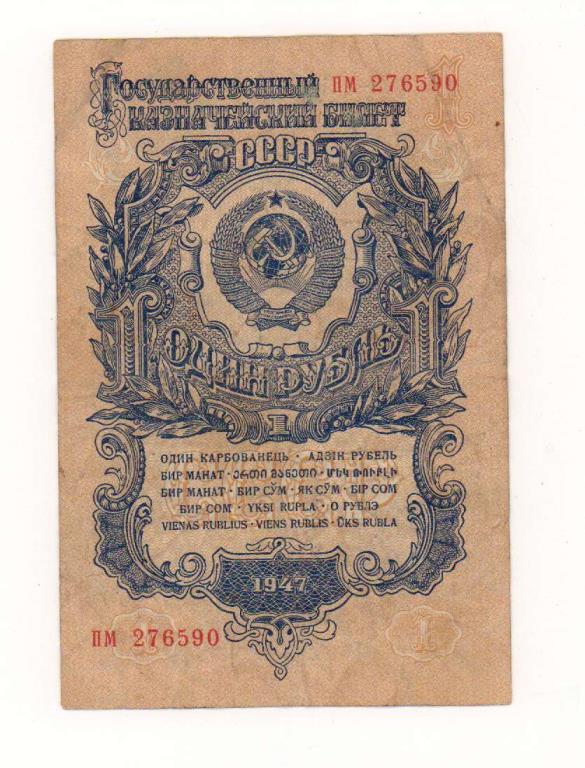 Государственный ПМ 276590
КАЗНАЧЕЙСКИЙ БИЛЕТ
СССР
1 ОДИН РУБЛЬ 1
1
ОДИН КАРБОВАНЕЦЬ · АДЗІН РУБЕЛЬ
БИР МАНАТ · ᲔᲠᲗᲘ ᲛᲐᲜᲔᲗᲘ · ՄԵԿ ՌՈՒԲԼԻ
БИР МАНАТ · БИР СЎМ · ЯК СЎМ · БІР СОМ
БИР СОМ · YKSI RUPLA · О РУБЛЭ
VIENAS RUBLIUS · VIENS RUBLIS · ÜKS RUBLA
1947
ПМ 276590
1